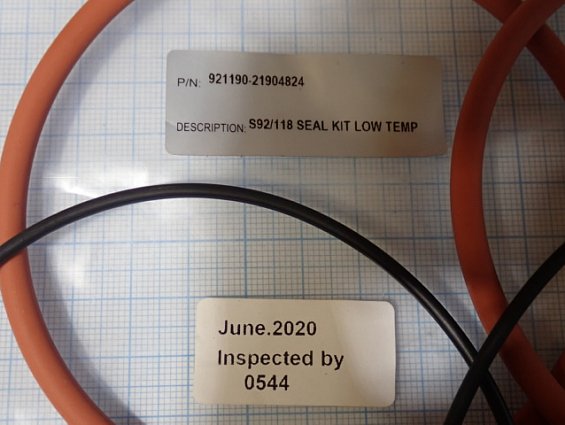 P/N: 921190-21904824
DESCRIPTION: S92/118 SEAL KIT LOW TEMP
June.2020
Inspected by
0544